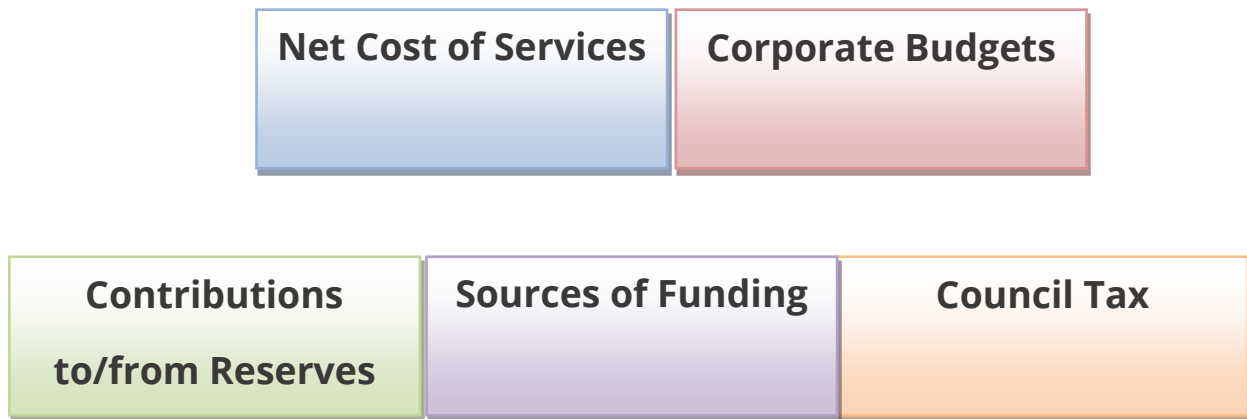 Net Cost of Services
Corporate Budgets
Contributions
to/from Reserves
Sources of Funding
Council Tax